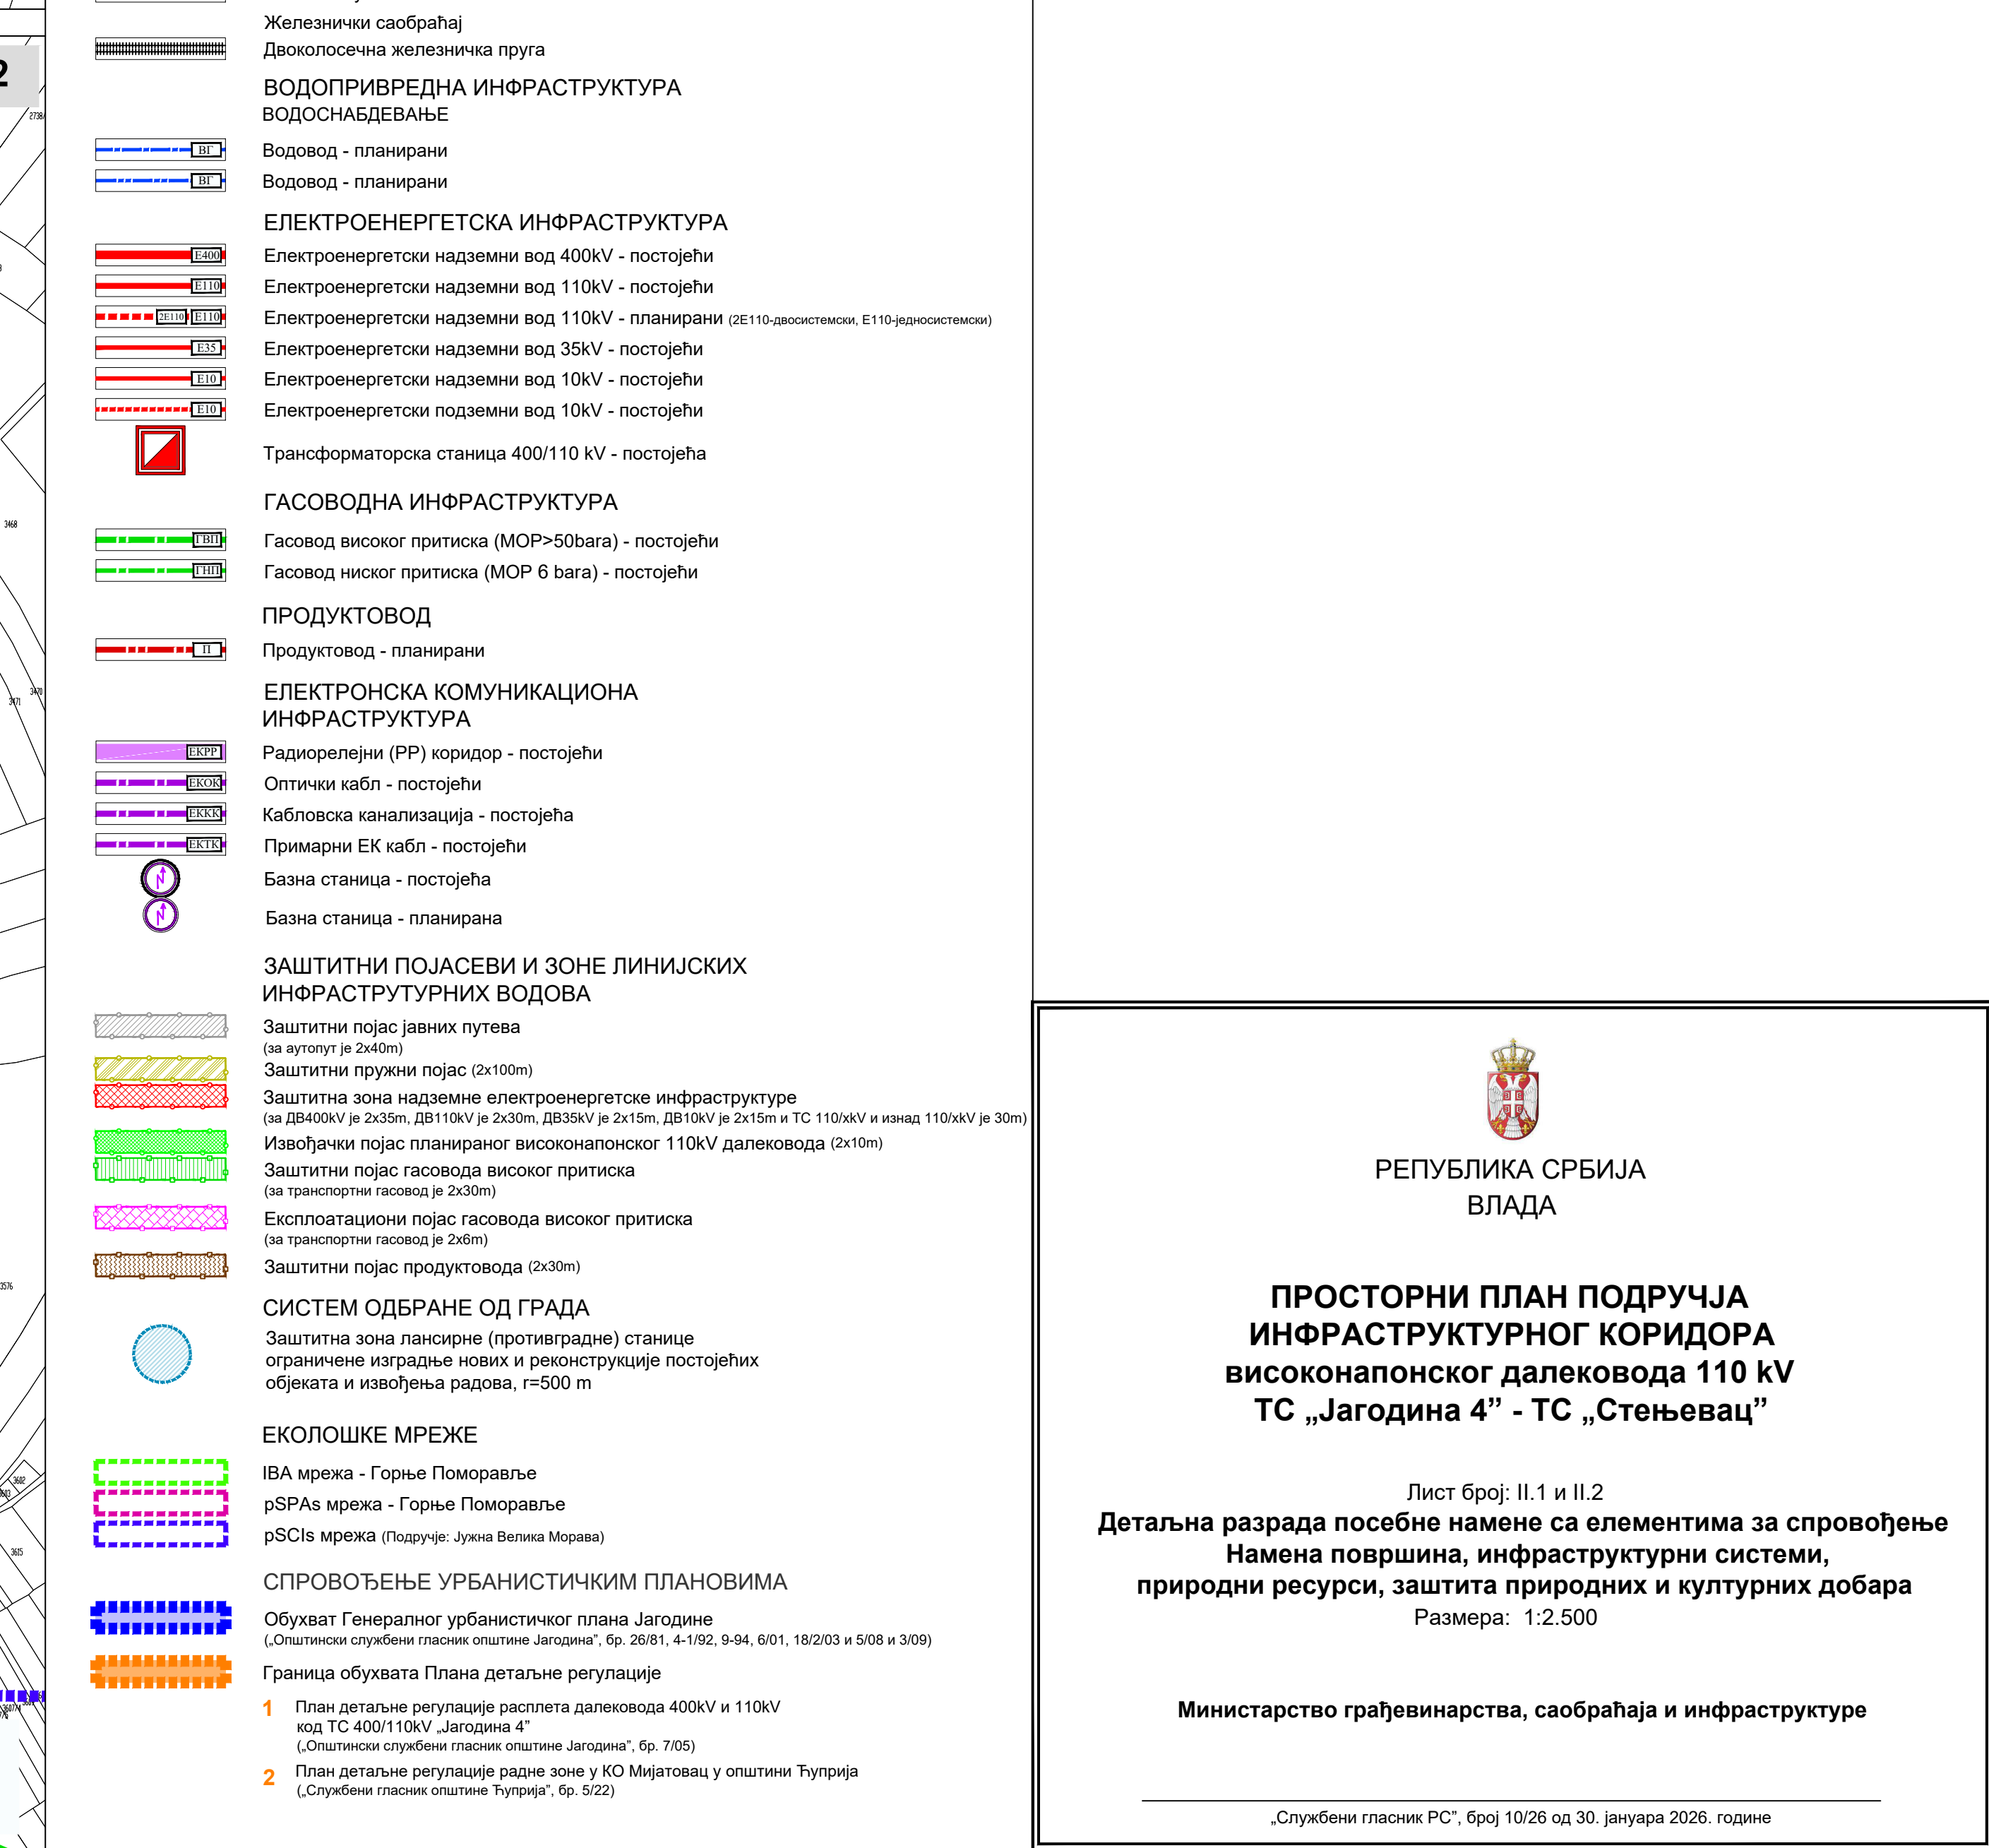 2
2738/
3468
3470
3471
3576
3602
3615
Железнички саобраћај
Двоколосечна железничка пруга
ВОДОПРИВРЕДНА ИНФРАСТРУКТУРА
ВОДОСНАБДЕВАЊЕ
ВГ Водовод - планирани
ВГ Водовод - планирани
ЕЛЕКТРОЕНЕРГЕТСКА ИНФРАСТРУКТУРА
Е400 Електроенергетски надземни вод 400kV - постојећи
Е110 Електроенергетски надземни вод 110kV - постојећи
2Е110 Е110 Електроенергетски надземни вод 110kV - планирани (2Е110-двосистемски, Е110-једносистемски)
Е35 Електроенергетски надземни вод 35kV - постојећи
Е10 Електроенергетски надземни вод 10kV - постојећи
Е10 Електроенергетски подземни вод 10kV - постојећи
Трансформаторска станица 400/110 kV - постојећа
ГАСОВОДНА ИНФРАСТРУКТУРА
ГВП Гасовод високог притиска (МОР>50bara) - постојећи
ГНП Гасовод ниског притиска (МОР 6 bara) - постојећи
ПРОДУКТОВОД
П Продуктовод - планирани
ЕЛЕКТРОНСКА КОМУНИКАЦИОНА
ИНФРАСТРУКТУРА
ЕКРР Радиорелејни (РР) коридор - постојећи
ЕКОК Оптички кабл - постојећи
ЕККК Кабловска канализација - постојећа
ЕКТК Примарни ЕК кабл - постојећи
Базна станица - постојећа
Базна станица - планирана
ЗАШТИТНИ ПОЈАСЕВИ И ЗОНЕ ЛИНИЈСКИХ
ИНФРАСТРУТУРНИХ ВОДОВА
Заштитни појас јавних путева
(за аутопут је 2x40m)
Заштитни пружни појас (2x100m)
Заштитна зона надземне електроенергетске инфраструктуре
(за ДВ400kV је 2x35m, ДВ110kV је 2x30m, ДВ35kV је 2x15m, ДВ10kV је 2x15m и ТС 110/xkV и изнад 110/xkV је 30m)
Извођачки појас планираног високонапонског 110kV далековода (2x10m)
Заштитни појас гасовода високог притиска
(за транспортни гасовод је 2x30m)
Експлоатациони појас гасовода високог притиска
(за транспортни гасовод је 2x6m)
Заштитни појас продуктовода (2x30m)
СИСТЕМ ОДБРАНЕ ОД ГРАДА
Заштитна зона лансирне (противградне) станице
ограничене изградње нових и реконструкције постојећих
објеката и извођења радова, r=500 m
ЕКОЛОШКЕ МРЕЖЕ
IBA мрежа - Горње Поморавље
pSPAs мрежа - Горње Поморавље
pSCIs мрежа (Подручје: Јужна Велика Морава)
СПРОВОЂЕЊЕ УРБАНИСТИЧКИМ ПЛАНОВИМА
Обухват Генералног урбанистичког плана Јагодине
(„Општински службени гласник општине Јагодина”, бр. 26/81, 4-1/92, 9-94, 6/01, 18/2/03 и 5/08 и 3/09)
Граница обухвата Плана детаљне регулације
1 План детаљне регулације расплета далековода 400kV и 110kV
код ТС 400/110kV „Јагодина 4”
(„Општински службени гласник општине Јагодина”, бр. 7/05)
2 План детаљне регулације радне зоне у КО Мијатовац у општини Ћуприја
(„Службени гласник општине Ћуприја”, бр. 5/22)
РЕПУБЛИКА СРБИЈА
ВЛАДА
ПРОСТОРНИ ПЛАН ПОДРУЧЈА
ИНФРАСТРУКТУРНОГ КОРИДОРА
високонапонског далековода 110 kV
ТС „Јагодина 4” - ТС „Стењевац”
Лист број: II.1 и II.2
Детаљна разрада посебне намене са елементима за спровођење
Намена површина, инфраструктурни системи,
природни ресурси, заштита природних и културних добара
Размера: 1:2.500
Министарство грађевинарства, саобраћаја и инфраструктуре
„Службени гласник РС”, број 10/26 од 30. јануара 2026. године